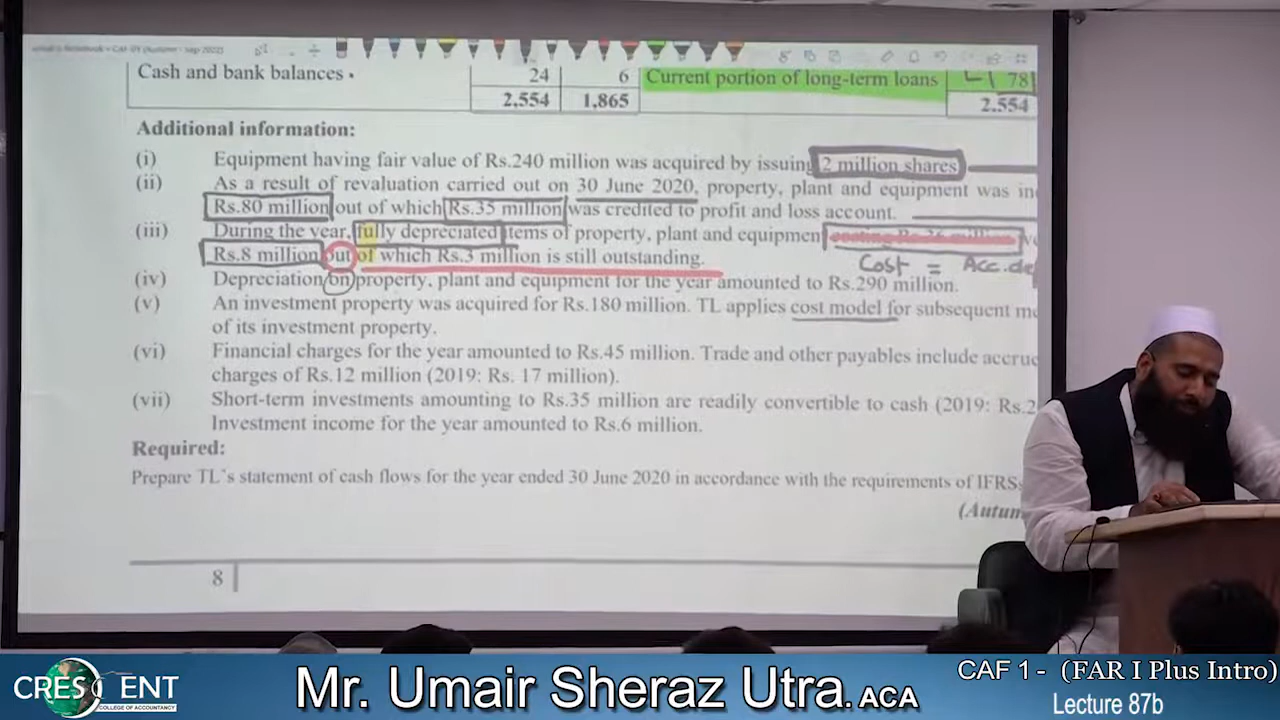 Cash and bank balances 24 6 Current portion of long-term loans 78
2,554 1,865 2.554
Additional information:
(i) Equipment having fair value of Rs.240 million was acquired by issuing 2 million shares
(ii) As a result of revaluation carried out on 30 June 2020, property, plant and equipment was in
Rs.80 million out of which Rs.35 million was credited to profit and loss account.
(iii) During the year, fully depreciated items of property, plant and equipmen
Rs.8 million out of which Rs.3 million is still outstanding.
Cost = Acc.de
(iv) Depreciation on property, plant and equipment for the year amounted to Rs.290 million.
(v) An investment property was acquired for Rs.180 million. TL applies cost model for subsequent m
of its investment property.
(vi) Financial charges for the year amounted to Rs.45 million. Trade and other payables include accrue
charges of Rs.12 million (2019: Rs. 17 million).
(vii) Short-term investments amounting to Rs.35 million are readily convertible to cash (2019: Rs.2
Investment income for the year amounted to Rs.6 million.
Required:
Prepare TL's statement of cash flows for the year ended 30 June 2020 in accordance with the requirements of IFRSs
(Autum
8
CRESCENT
COLLEGE OF ACCOUNTANCY
Mr. Umair Sheraz Utra. ACA
CAF 1 - (FAR I Plus Intro)
Lecture 87b